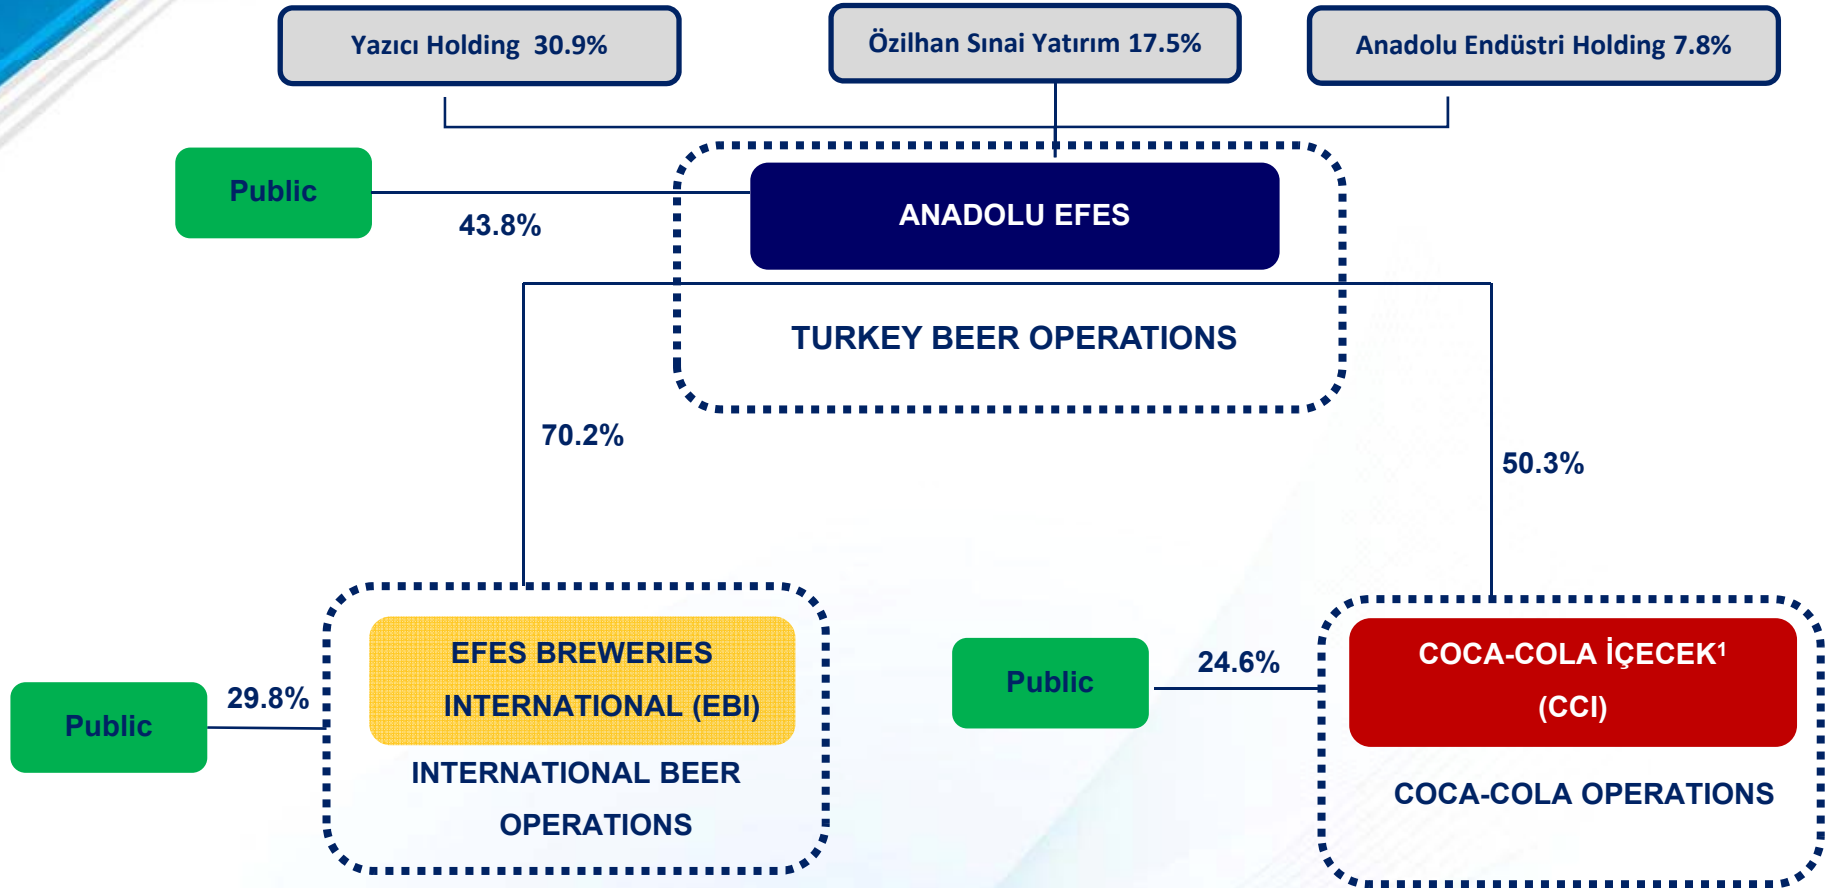 Yazıcı Holding 30.9%
Özilhan Sınai Yatırım 17.5%
Anadolu Endüstri Holding 7.8%
Public
43.8%
ANADOLU EFES
TURKEY BEER OPERATIONS
70.2%
50.3%
Public
29.8%
EFES BREWERIES
INTERNATIONAL (EBI)
INTERNATIONAL BEER
OPERATIONS
Public
24.6%
COCA-COLA İÇECEK¹
(CCI)
COCA-COLA OPERATIONS